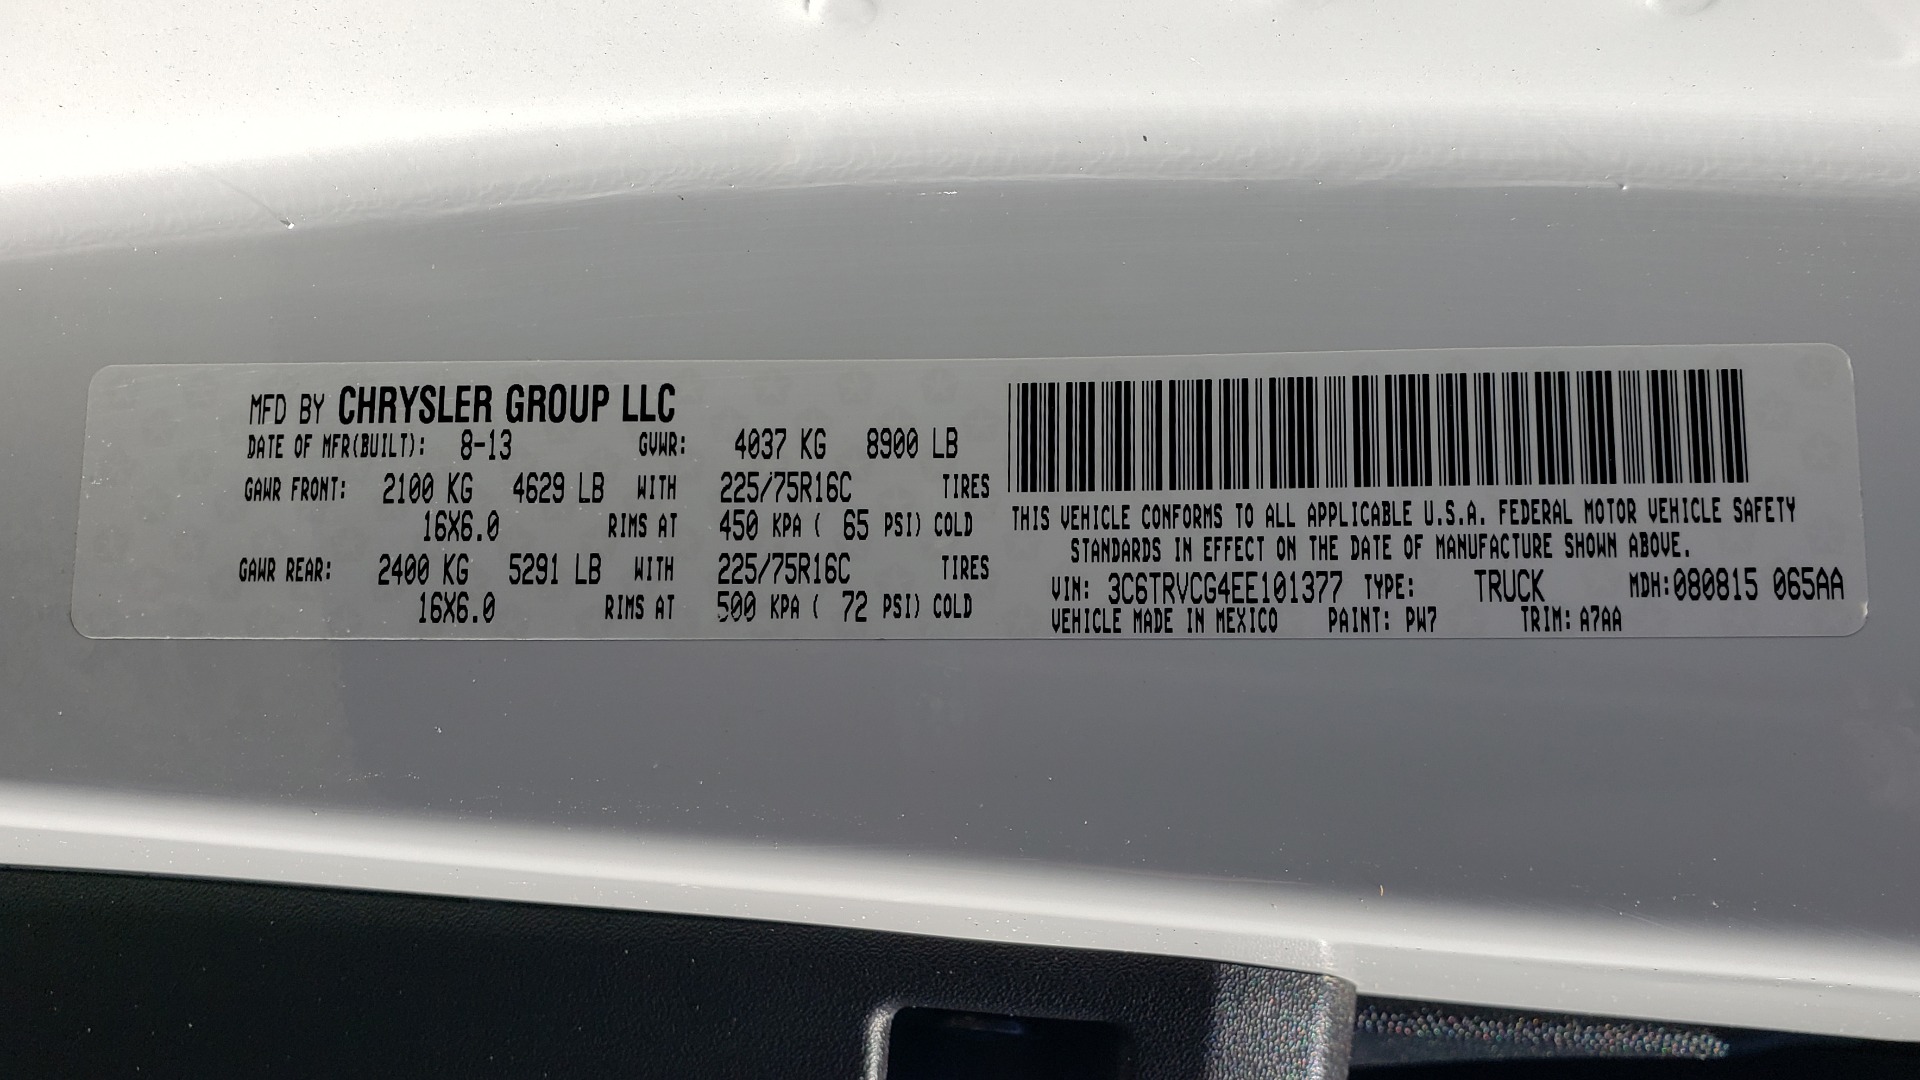 MFD BY CHRYSLER GROUP LLC
DATE OF MFR(BUILT): 8-13 GVWR: 4037 KG 8900 LB
GAWR FRONT: 2100 KG 4629 LB WITH 225/75R16C TIRES
16X6.0 RIMS AT 450 KPA ( 65 PSI) COLD
GAWR REAR: 2400 KG 5291 LB WITH 225/75R16C TIRES
16X6.0 RIMS AT 500 KPA ( 72 PSI) COLD
THIS VEHICLE CONFORMS TO ALL APPLICABLE U.S.A. FEDERAL MOTOR VEHICLE SAFETY
STANDARDS IN EFFECT ON THE DATE OF MANUFACTURE SHOWN ABOVE.
VIN: 3C6TRVCG4EE101377 TYPE: TRUCK MDH:080815 065AA
VEHICLE MADE IN MEXICO PAINT: PW7 TRIM: A7AA